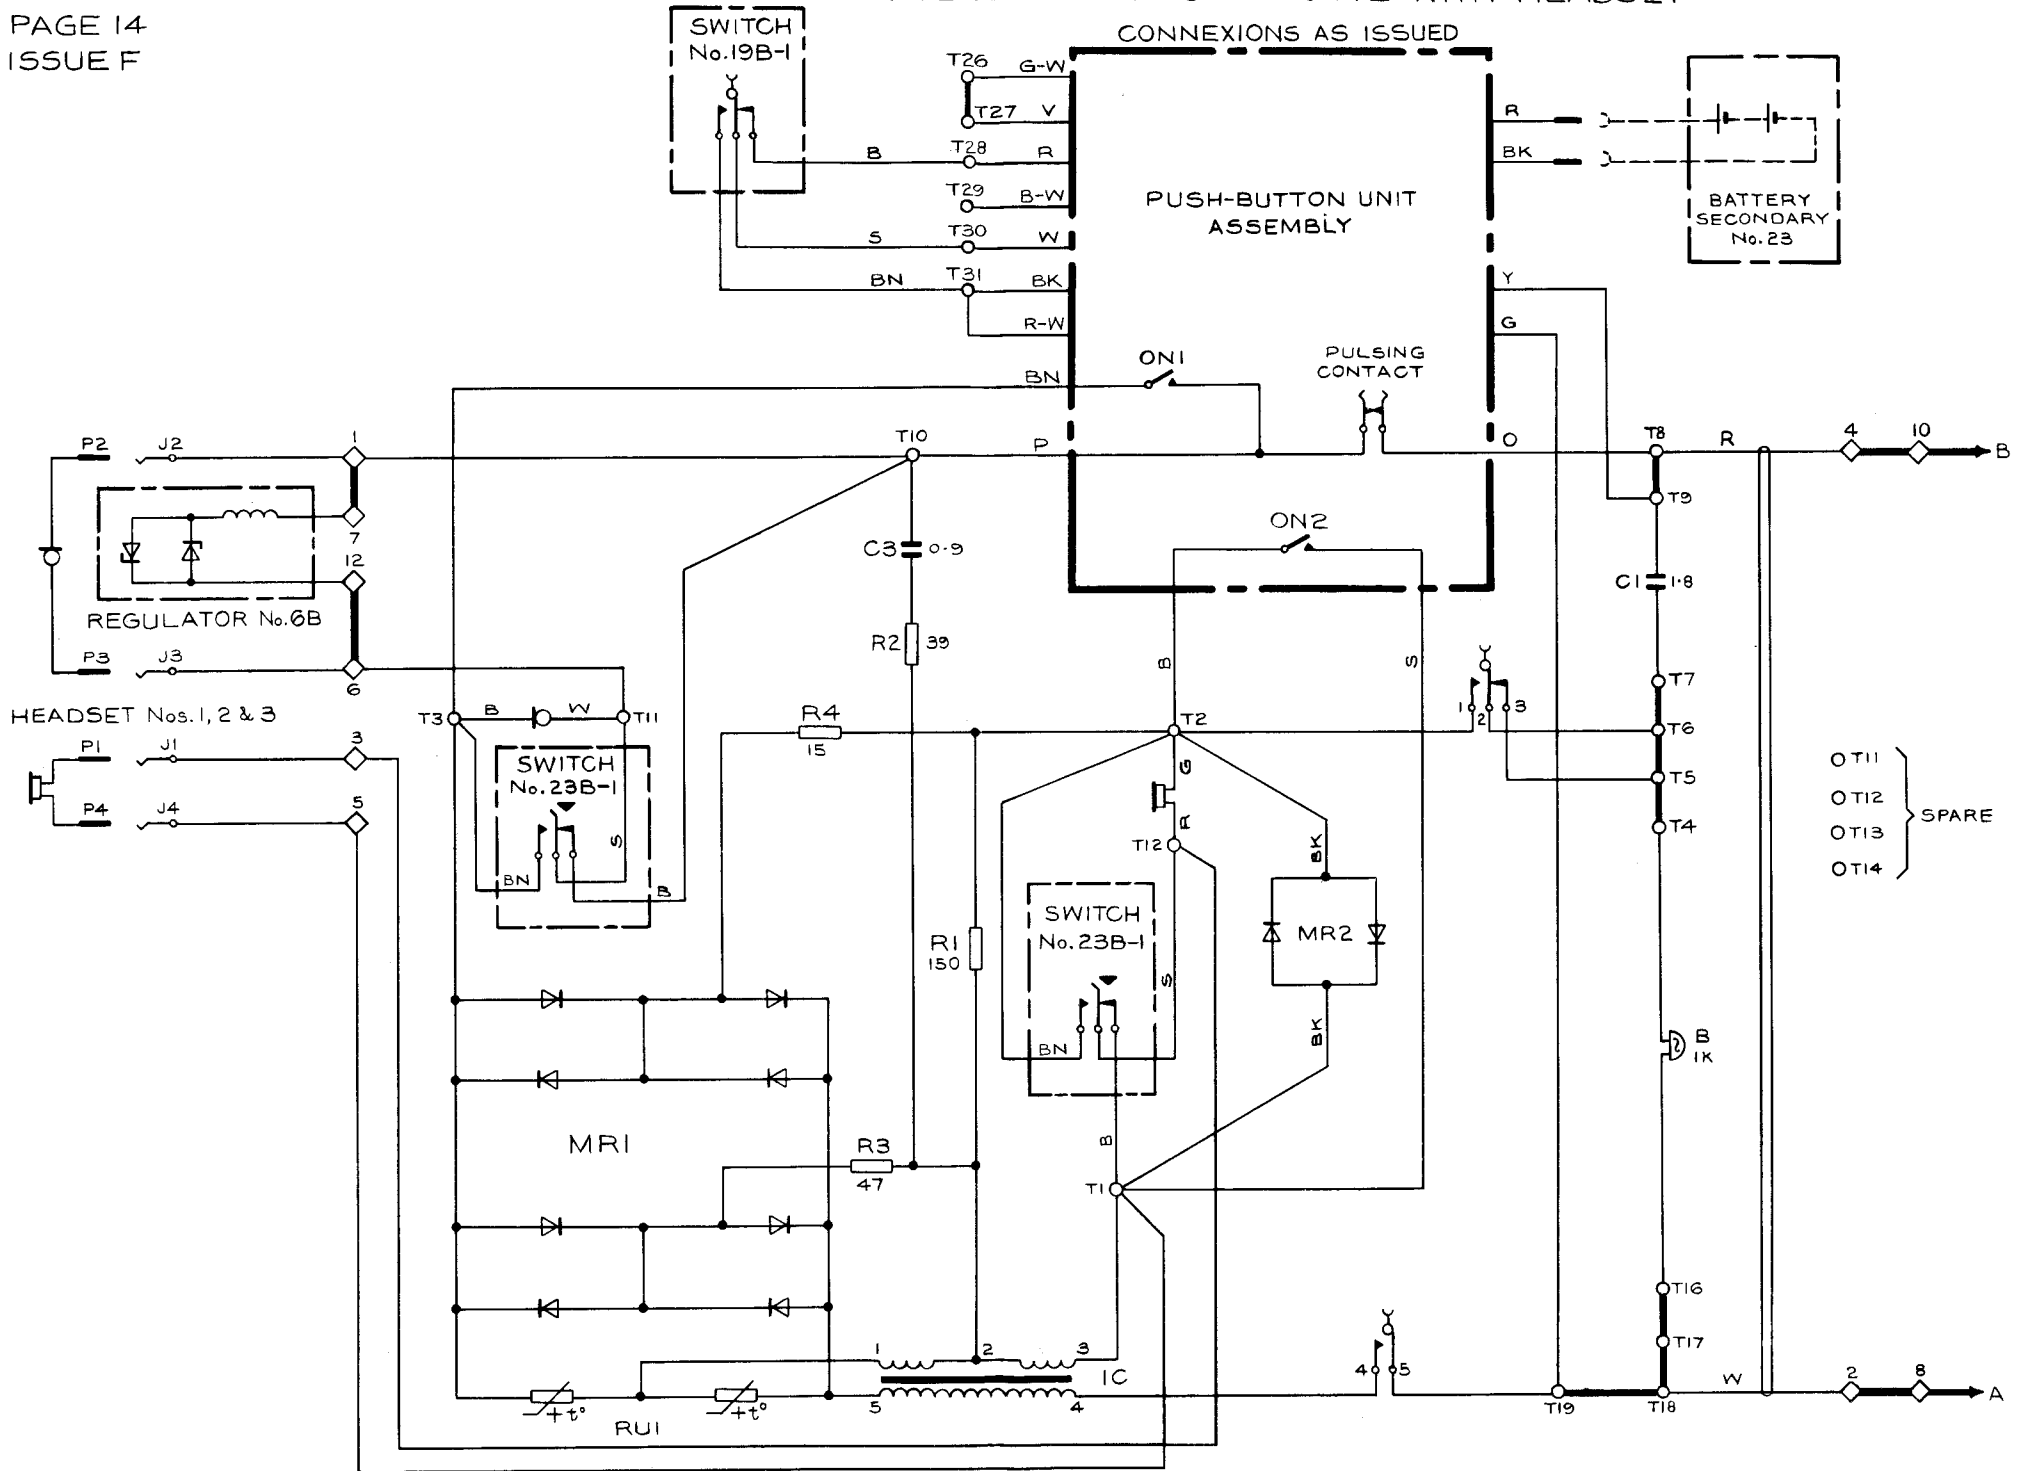 PAGE 14
ISSUE F
WITH HEADSET
CONNEXIONS AS ISSUED
SWITCH
No.19B-1
T26
G-W
T27
V
B
T28
R
T29
B-W
S
T30
W
BN
T31
BK
R-W
BN
ON1
PUSH-BUTTON UNIT
ASSEMBLY
PULSING
CONTACT
R
BK
BATTERY
SECONDARY
No.23
Y
G
P2
J2
1
T10
P
O
T8
R
4
10
B
7
T9
12
REGULATOR No.6B
C3
0·9
ON2
C1
1·8
R2
39
P3
J3
6
B
S
T7
HEADSET Nos.1, 2 & 3
T3
B
W
T11
R4
15
T2
1
2
3
T6
P1
J1
3
SWITCH
No.23B-1
G
T5
P4
J4
5
S
R
T12
T4
BN
B
BK
T11
T12
T13
T14
SPARE
R1
150
SWITCH
No.23B-1
MR2
S
BN
BK
B
1K
MR1
R3
47
B
T1
T16
T17
1
2
3
IC
4
5
+t°
+t°
RU1
5
4
T19
T18
W
2
8
A